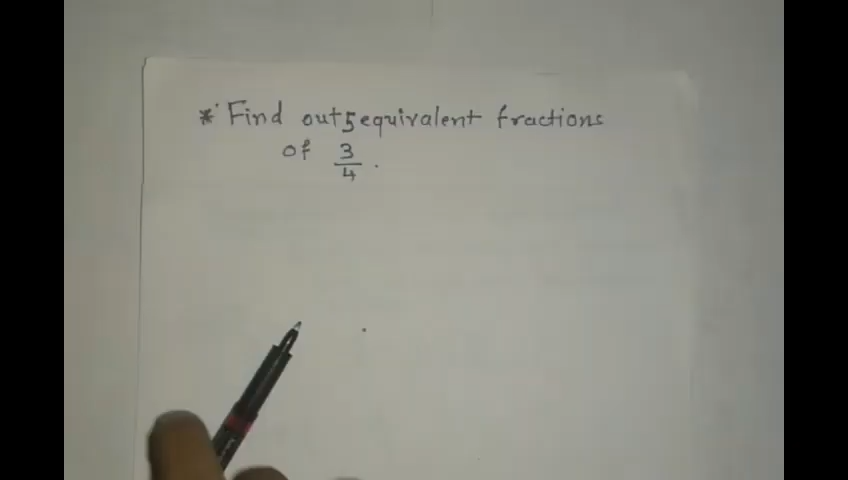 * Find out 5 equivalent fractions
of 3/4.